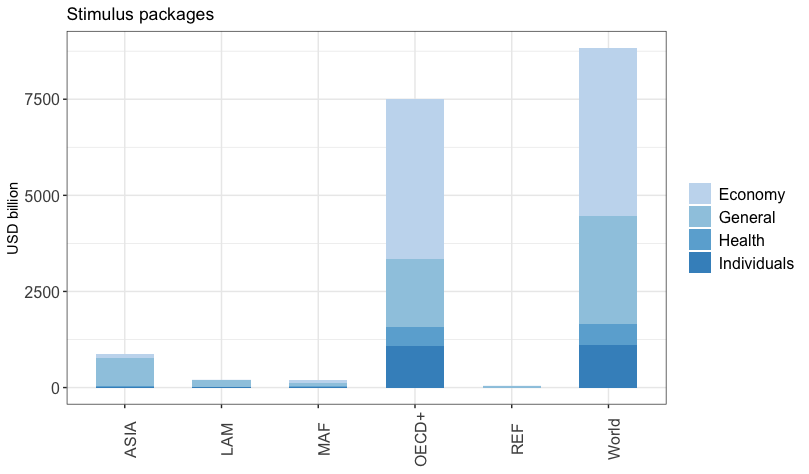 Stimulus packages
USD billion
7500
5000
2500
0
ASIA
LAM
MAF
OECD+
REF
World
Economy
General
Health
Individuals